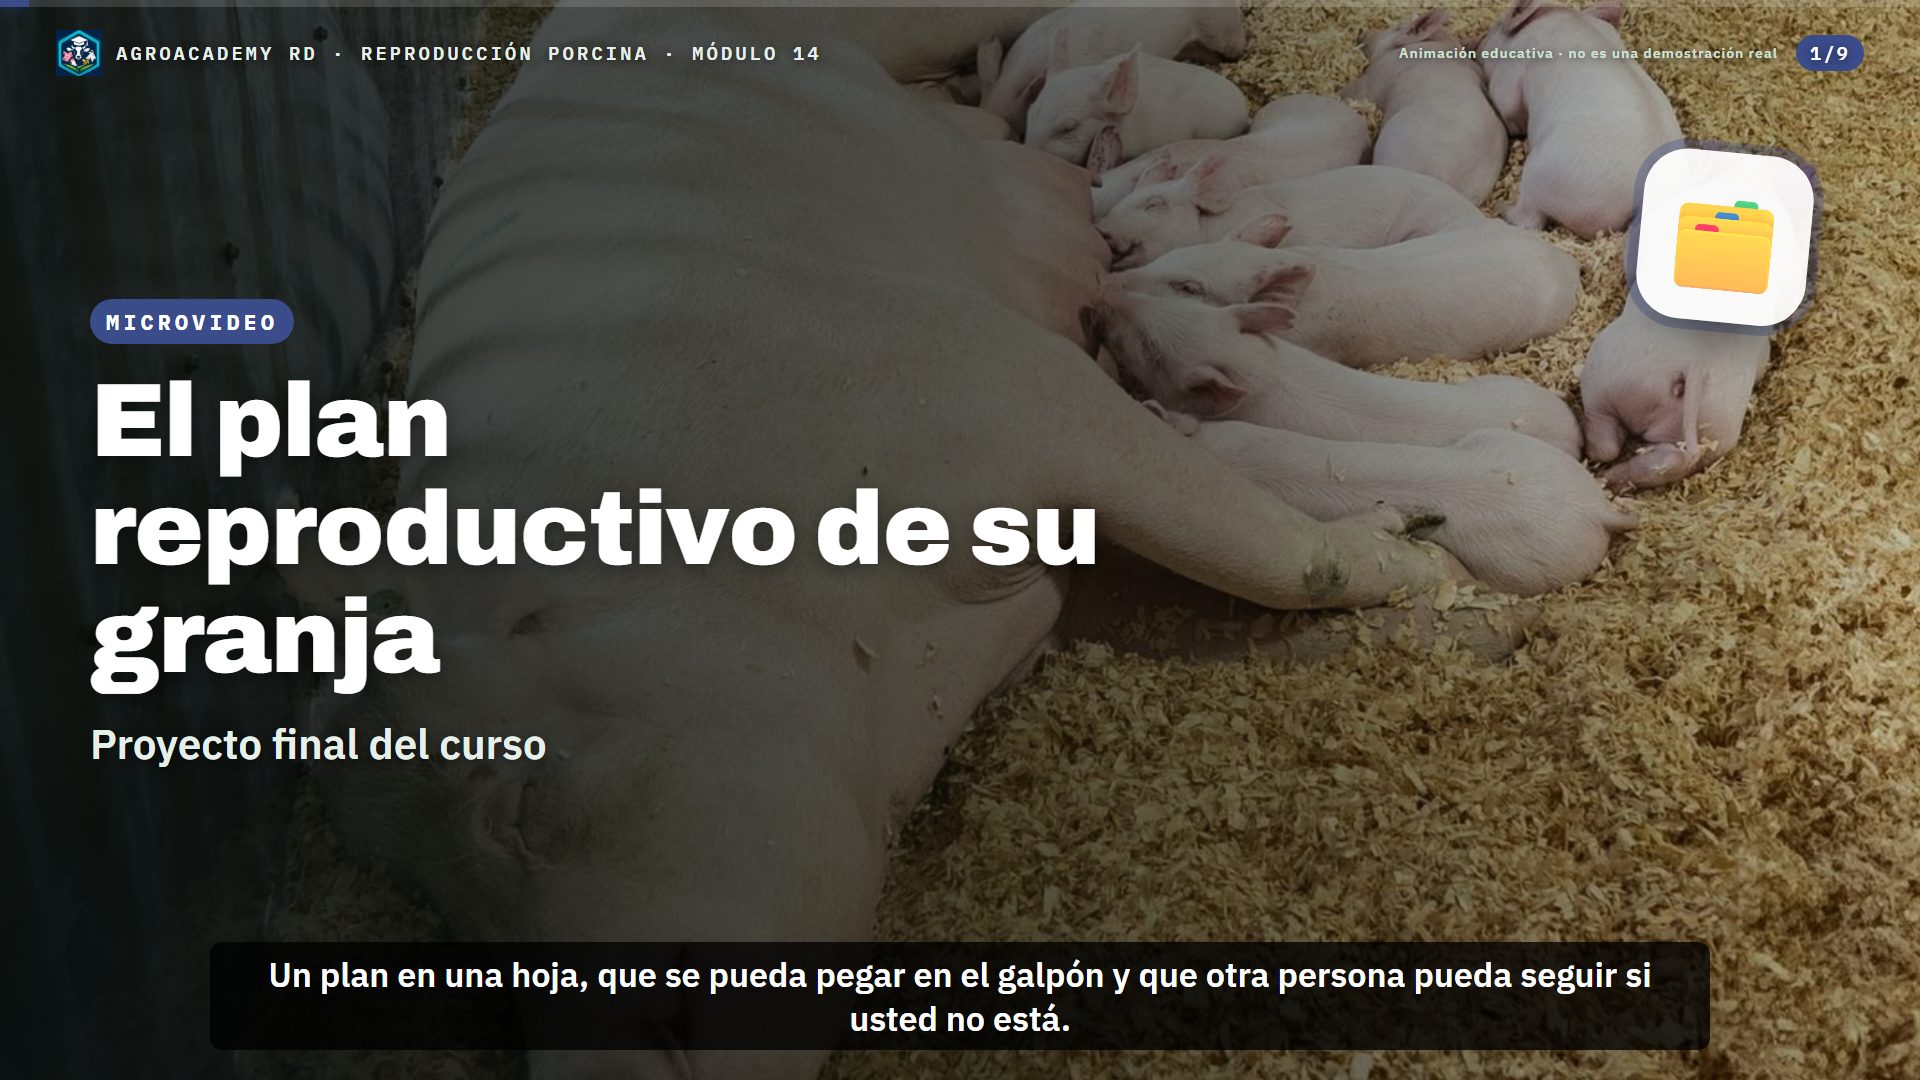 AGROACADEMY RD · REPRODUCCIÓN PORCINA · MÓDULO 14
Animación educativa · no es una demostración real
1/9
MICROVIDEO
El plan
reproductivo de su
granja
Proyecto final del curso
Un plan en una hoja, que se pueda pegar en el galpón y que otra persona pueda seguir si
usted no está.